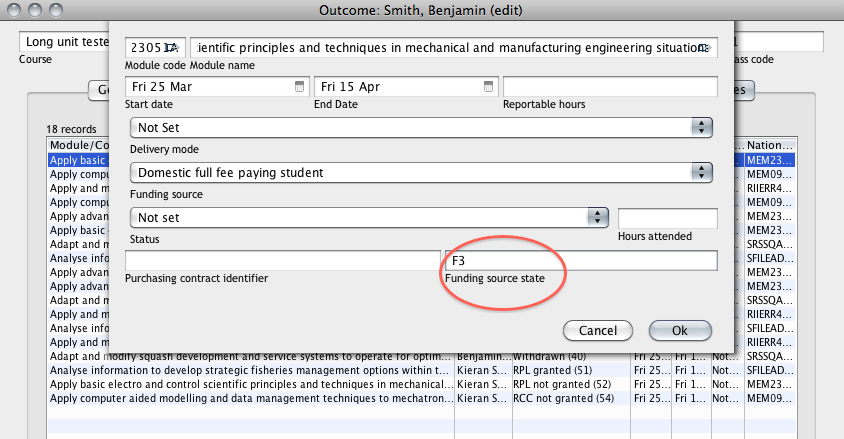 Outcome: Smith, Benjamin (edit)
Long unit teste
Course
1
ass code
23051A
ientific principles and techniques in mechanical and manufacturing engineering situations
Module code
Module name
Fri 25 Mar
Fri 15 Apr
Start date
End Date
Reportable hours
Ge
es
Not Set
Delivery mode
18 records
Module/Co
Nation...
Domestic full fee paying student
Funding source
Not set
Status
Hours attended
F3
Purchasing contract identifier
Funding source state
Cancel
Ok
Apply basic
MEM23...
Apply compu
MEM09...
Apply and m
RIIERR4...
Apply compu
MEM09...
Apply advan
MEM23...
Apply basic
MEM23...
Adapt and m
SRSSQA...
Analyse info
SFILEAD...
Apply advan
MEM23...
Apply advan
MEM23...
Adapt and m
SRSSQA...
Apply and m
RIIERR4...
Analyse info
SFILEAD...
Apply and m
RIIERR4...
Adapt and modify squash development and service systems to operate for optim... Benjamin... Withdrawn (40) Fri 25... Fri 1... Not... SRSSQA...
Analyse information to develop strategic fisheries management options within t... Kieran S... RPL granted (51) Fri 25... Fri 1... Not... SFILEAD...
Apply basic electro and control scientific principles and techniques in mechanical... Kieran S... RPL not granted (52) Fri 25... Fri 1... Not... MEM23...
Apply computer aided modelling and data management techniques to mechatron... Kieran S... RCC not granted (54) Fri 25... Fri 1... Not... MEM09...